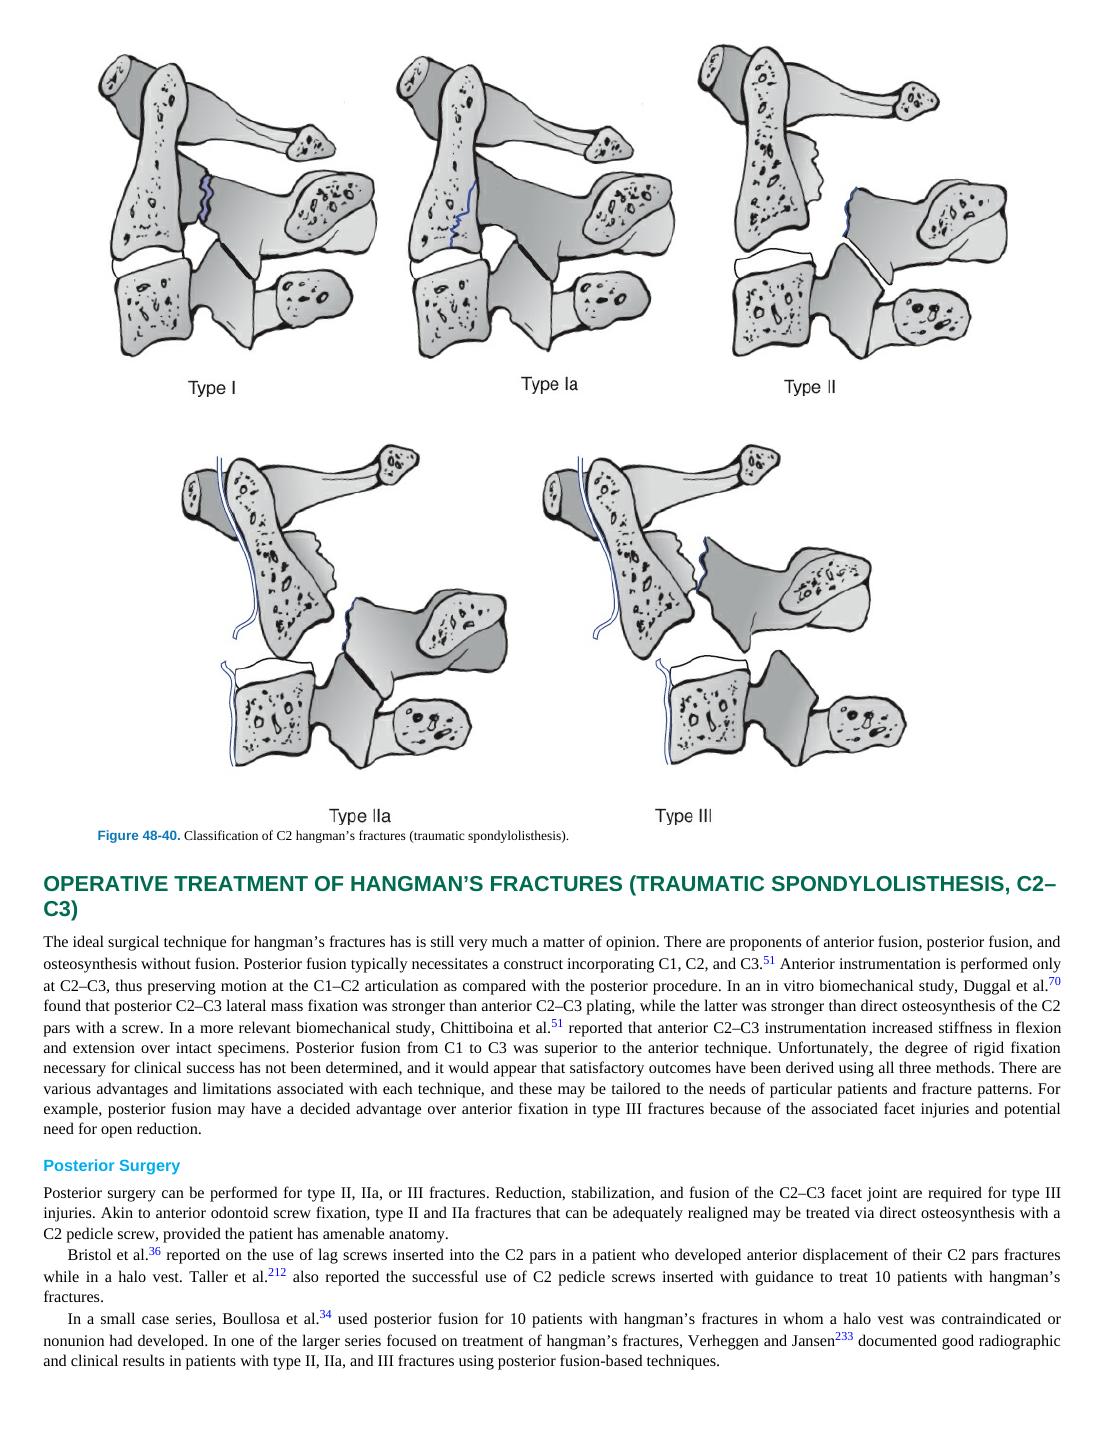 Type I
Type Ia
Type II
Type IIa
Type III
Figure 48-40. Classification of C2 hangman’s fractures (traumatic spondylolisthesis).
OPERATIVE TREATMENT OF HANGMAN’S FRACTURES (TRAUMATIC SPONDYLOLISTHESIS, C2–
C3)
The ideal surgical technique for hangman’s fractures has is still very much a matter of opinion. There are proponents of anterior fusion, posterior fusion, and
osteosynthesis without fusion. Posterior fusion typically necessitates a construct incorporating C1, C2, and C3.51 Anterior instrumentation is performed only
at C2–C3, thus preserving motion at the C1–C2 articulation as compared with the posterior procedure. In an in vitro biomechanical study, Duggal et al.70
found that posterior C2–C3 lateral mass fixation was stronger than anterior C2–C3 plating, while the latter was stronger than direct osteosynthesis of the C2
pars with a screw. In a more relevant biomechanical study, Chittiboina et al.51 reported that anterior C2–C3 instrumentation increased stiffness in flexion
and extension over intact specimens. Posterior fusion from C1 to C3 was superior to the anterior technique. Unfortunately, the degree of rigid fixation
necessary for clinical success has not been determined, and it would appear that satisfactory outcomes have been derived using all three methods. There are
various advantages and limitations associated with each technique, and these may be tailored to the needs of particular patients and fracture patterns. For
example, posterior fusion may have a decided advantage over anterior fixation in type III fractures because of the associated facet injuries and potential
need for open reduction.
Posterior Surgery
Posterior surgery can be performed for type II, IIa, or III fractures. Reduction, stabilization, and fusion of the C2–C3 facet joint are required for type III
injuries. Akin to anterior odontoid screw fixation, type II and IIa fractures that can be adequately realigned may be treated via direct osteosynthesis with a
C2 pedicle screw, provided the patient has amenable anatomy.
Bristol et al.36 reported on the use of lag screws inserted into the C2 pars in a patient who developed anterior displacement of their C2 pars fractures
while in a halo vest. Taller et al.212 also reported the successful use of C2 pedicle screws inserted with guidance to treat 10 patients with hangman’s
fractures.
In a small case series, Boullosa et al.34 used posterior fusion for 10 patients with hangman’s fractures in whom a halo vest was contraindicated or
nonunion had developed. In one of the larger series focused on treatment of hangman’s fractures, Verheggen and Jansen233 documented good radiographic
and clinical results in patients with type II, IIa, and III fractures using posterior fusion-based techniques.